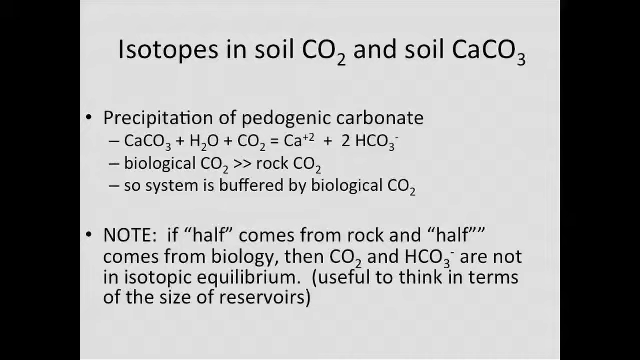 Isotopes in soil CO₂ and soil CaCO₃
• Precipitation of pedogenic carbonate
– CaCO₃ + H₂O + CO₂ = Ca⁺² + 2 HCO₃⁻
– biological CO₂ >> rock CO₂
– so system is buffered by biological CO₂
• NOTE: if “half” comes from rock and “half””
comes from biology, then CO₂ and HCO₃⁻ are not
in isotopic equilibrium. (useful to think in terms
of the size of reservoirs)